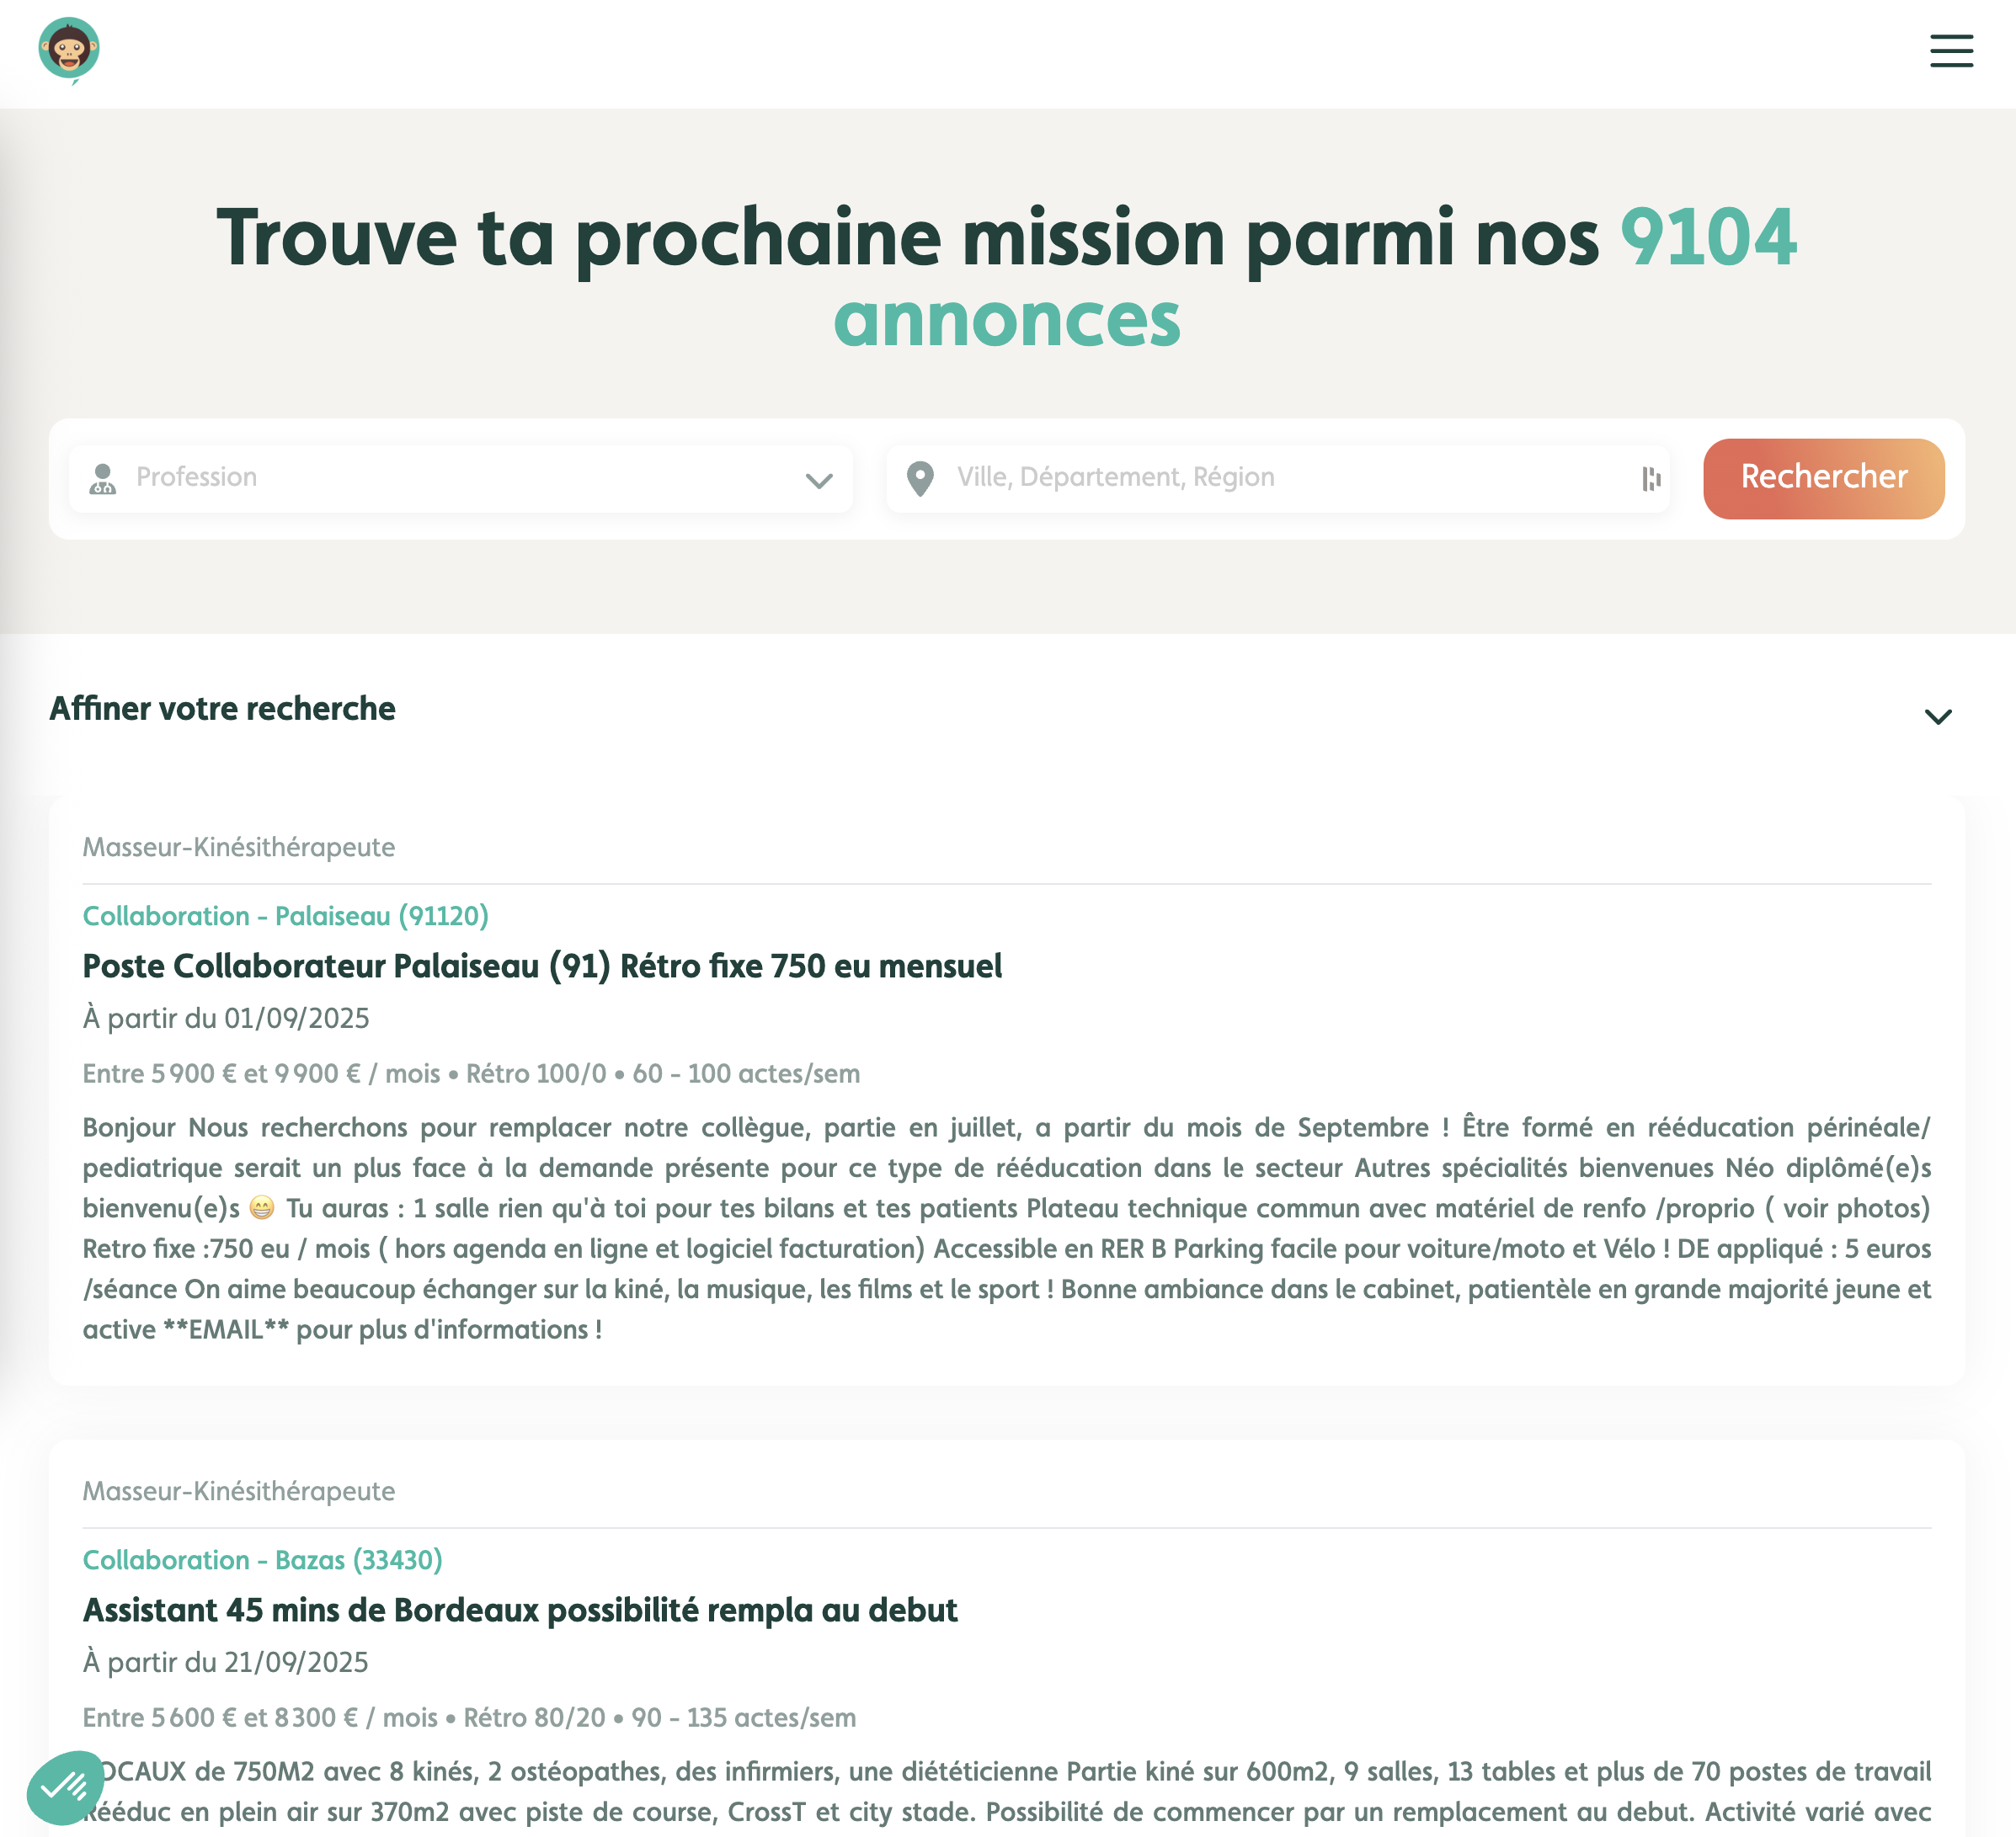 Trouve ta prochaine mission parmi nos 9104
annonces
Profession
Ville, Département, Région
Rechercher
Affiner votre recherche
Masseur-Kinésithérapeute
Collaboration - Palaiseau (91120)
Poste Collaborateur Palaiseau (91) Rétro fixe 750 eu mensuel
À partir du 01/09/2025
Entre 5 900 € et 9 900 € / mois • Rétro 100/0 • 60 - 100 actes/sem
Bonjour Nous recherchons pour remplacer notre collègue, partie en juillet, a partir du mois de Septembre ! Être formé en rééducation périnéale/
pediatrique serait un plus face à la demande présente pour ce type de rééducation dans le secteur Autres spécialités bienvenues Néo diplômé(e)s
bienvenu(e)s 😁 Tu auras : 1 salle rien qu'à toi pour tes bilans et tes patients Plateau technique commun avec matériel de renfo /proprio ( voir photos)
Retro fixe :750 eu / mois ( hors agenda en ligne et logiciel facturation) Accessible en RER B Parking facile pour voiture/moto et Vélo ! DE appliqué : 5 euros
/séance On aime beaucoup échanger sur la kiné, la musique, les films et le sport ! Bonne ambiance dans le cabinet, patientèle en grande majorité jeune et
active **EMAIL** pour plus d'informations !
Masseur-Kinésithérapeute
Collaboration - Bazas (33430)
Assistant 45 mins de Bordeaux possibilité rempla au debut
À partir du 21/09/2025
Entre 5 600 € et 8 300 € / mois • Rétro 80/20 • 90 - 135 actes/sem
OCAUX de 750M2 avec 8 kinés, 2 ostéopathes, des infirmiers, une diététicienne Partie kiné sur 600m2, 9 salles, 13 tables et plus de 70 postes de travail
Rééduc en plein air sur 370m2 avec piste de course, CrossT et city stade. Possibilité de commencer par un remplacement au debut. Activité varié avec